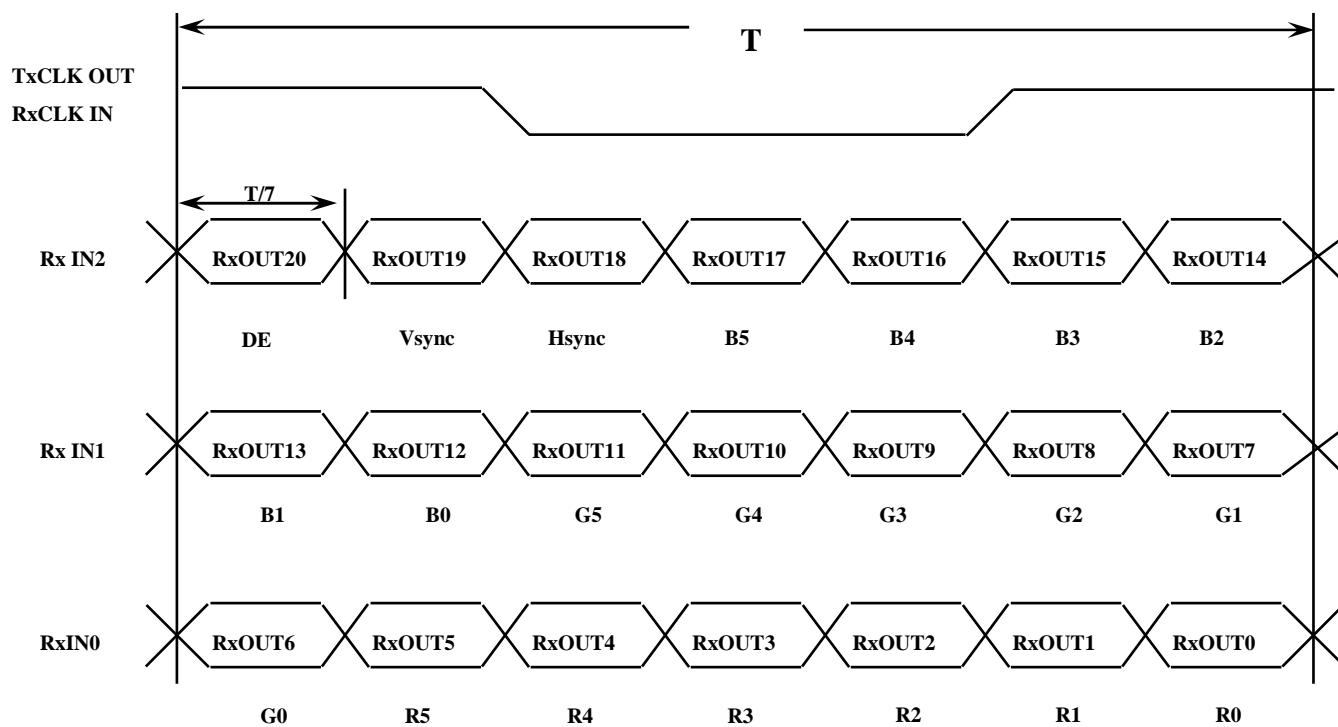 T
TxCLK OUT
RxCLK IN
T/7
Rx IN2 RxOUT20 RxOUT19 RxOUT18 RxOUT17 RxOUT16 RxOUT15 RxOUT14
DE Vsync Hsync B5 B4 B3 B2
Rx IN1 RxOUT13 RxOUT12 RxOUT11 RxOUT10 RxOUT9 RxOUT8 RxOUT7
B1 B0 G5 G4 G3 G2 G1
RxIN0 RxOUT6 RxOUT5 RxOUT4 RxOUT3 RxOUT2 RxOUT1 RxOUT0
G0 R5 R4 R3 R2 R1 R0